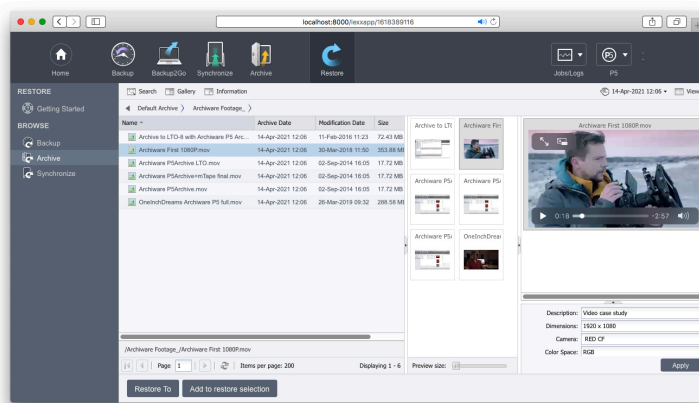 localhost:8000/lexxapp/1618389116
Home
Backup
Backup2Go
Synchronize
Archive
Restore
Jobs/Logs
P5
RESTORE
Getting Started
BROWSE
Backup
Archive
Synchronize
Search
Gallery
Information
14-Apr-2021 12:06
View
Default Archive
Archiware Footage_
Name Archive Date Modification Date Size
Archive to LTO-8 with Archiware P5 Arc... 14-Apr-2021 12:06 11-Feb-2016 11:23 72.43 MB
Archiware First 1080P.mov 14-Apr-2021 12:06 30-Mar-2018 11:50 353.88 MB
Archiware P5Archive LTO.mov 14-Apr-2021 12:06 02-Sep-2014 16:05 17.72 MB
Archiware P5Archive+mTape final.mov 14-Apr-2021 12:06 02-Sep-2014 16:05 17.72 MB
Archiware P5Archive.mov 14-Apr-2021 12:06 02-Sep-2014 16:05 17.72 MB
OneInchDreams Archiware P5 full.mov 14-Apr-2021 12:06 26-Mar-2019 09:32 288.58 MB
Archive to LT
Archiware Fir
Archiware P5
Archiware P5
Archiware P5
OneInchDrea
Archiware First 1080P.mov
0:18
-2:57
Description: Video case study
Dimensions: 1920 x 1080
Camera: RED CF
Color Space: RGB
Apply
/Archiware Footage_/Archiware First 1080P.mov
Page 1
Items per page: 200
Displaying 1 - 6
Preview size:
Restore To
Add to restore selection